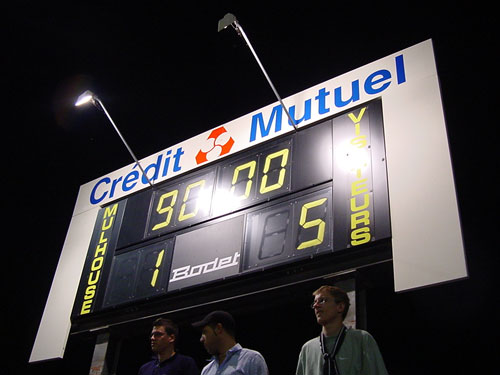 Crédit Mutuel
MULHOUSE
90 00
VISITEURS
1
Bodet
5